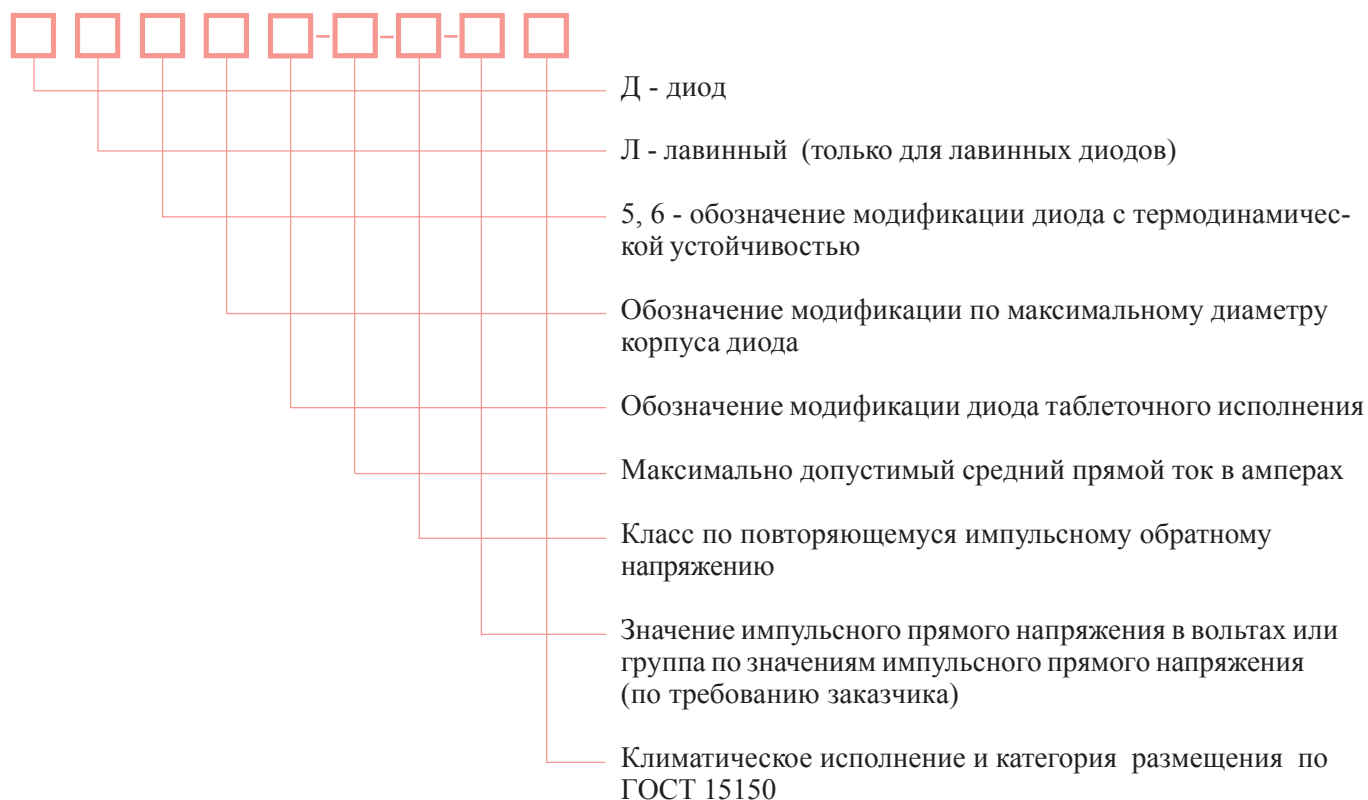 Д - диод
Л - лавинный (только для лавинных диодов)
5, 6 - обозначение модификации диода с термодинамичес-
кой устойчивостью
Обозначение модификации по максимальному диаметру
корпуса диода
Обозначение модификации диода таблеточного исполнения
Максимально допустимый средний прямой ток в амперах
Класс по повторяющемуся импульсному обратному
напряжению
Значение импульсного прямого напряжения в вольтах или
группа по значениям импульсного прямого напряжения
(по требованию заказчика)
Климатическое исполнение и категория размещения по
ГОСТ 15150